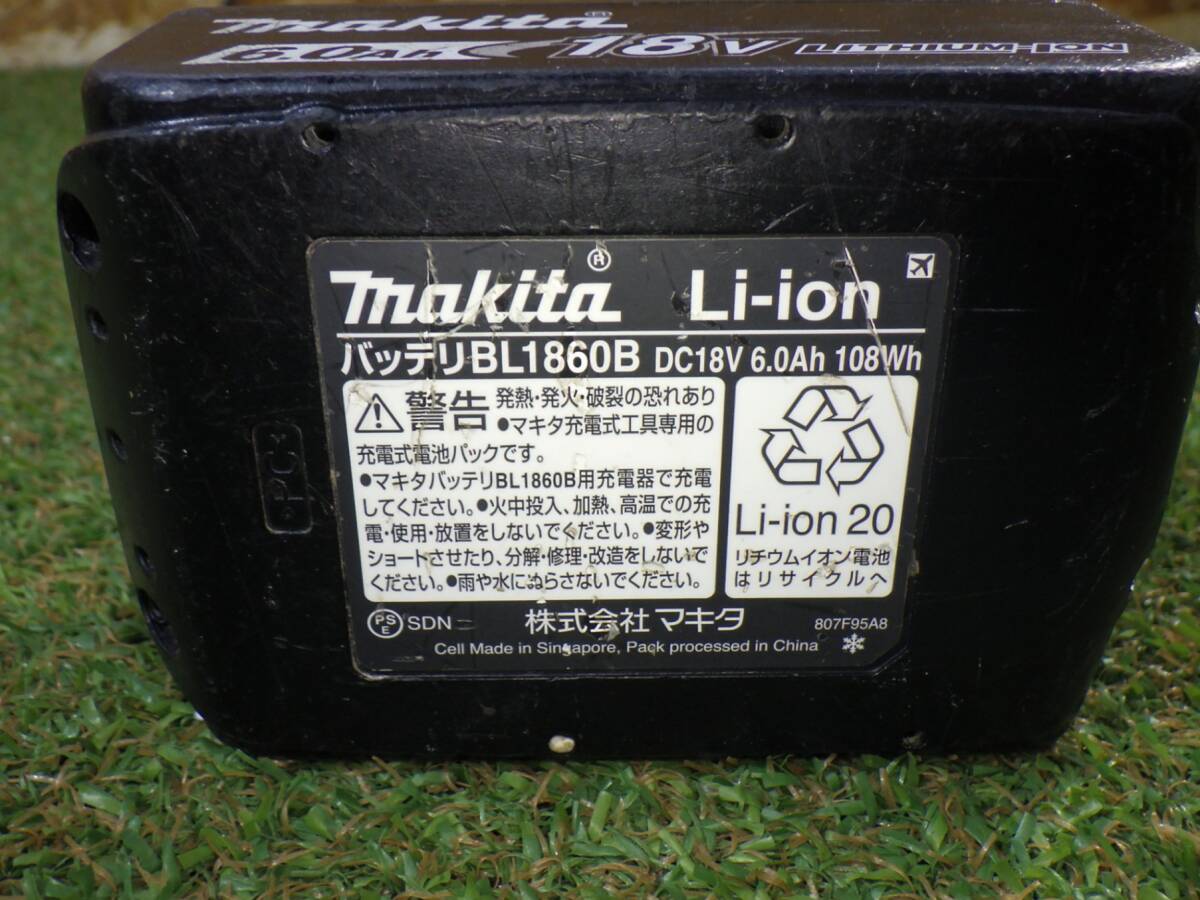 makita®
6.0Ah 18V LITHIUM-ION
makita® Li-ion
バッテリBL1860B DC18V 6.0Ah 108Wh
警告 発熱・発火・破裂の恐れあり
●マキタ充電式工具専用の
充電式電池パックです。
●マキタバッテリBL1860B用充電器で充電
してください。●火中投入、加熱、高温での充
電・使用・放置をしないでください。●変形や
ショートさせたり、分解・修理・改造をしないで
ください。●雨や水にぬらさないでください。
Li-ion 20
リチウムイオン電池
はリサイクルへ
PSE SDN 株式会社マキタ 807F95A8
Cell Made in Singapore, Pack processed in China
>PC<